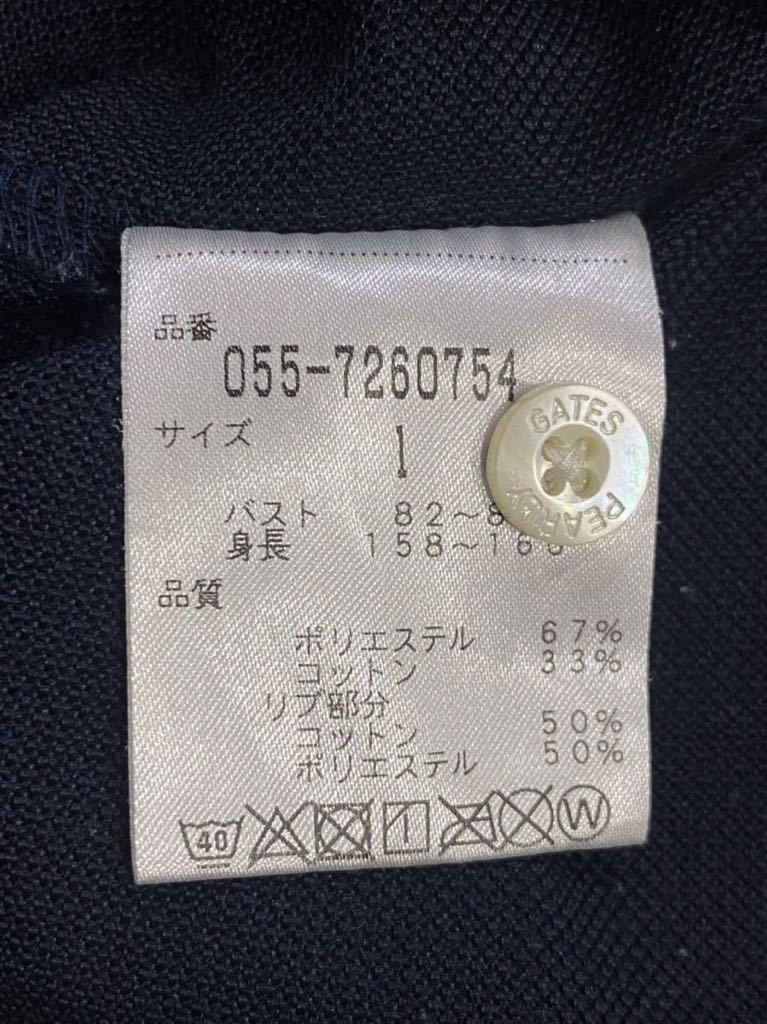 品番
055-7260754
サイズ
1
バスト 82~8
身長 158~16
品質
ポリエステル 67%
コットン 33%
リブ部分
コットン 50%
ポリエステル 50%
40
W
GATES
PEARLY